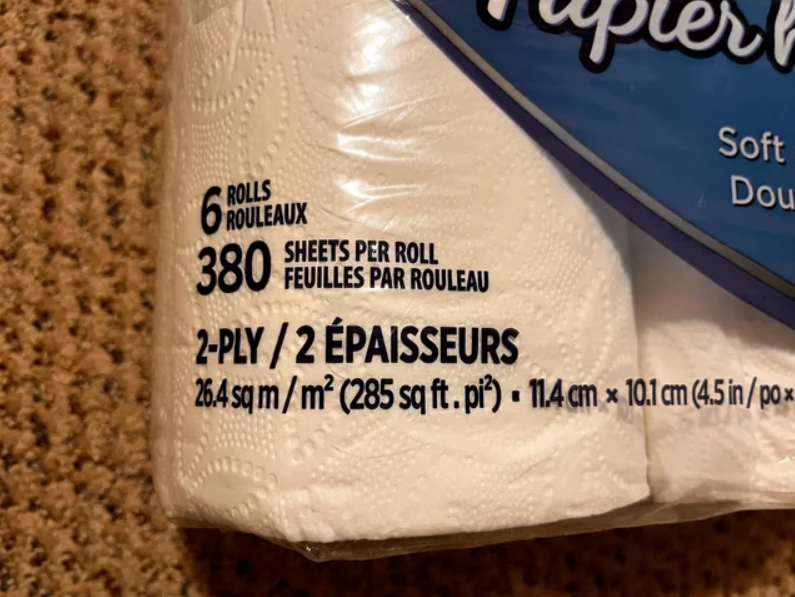 Papier
Soft
6 ROLLS
ROULEAUX
380 SHEETS PER ROLL
FEUILLES PAR ROULEAU
2-PLY / 2 ÉPAISSEURS
26.4 sq m / m² (285 sq ft . pi²) ▪ 11.4 cm × 10.1 cm (4.5 in / po ×